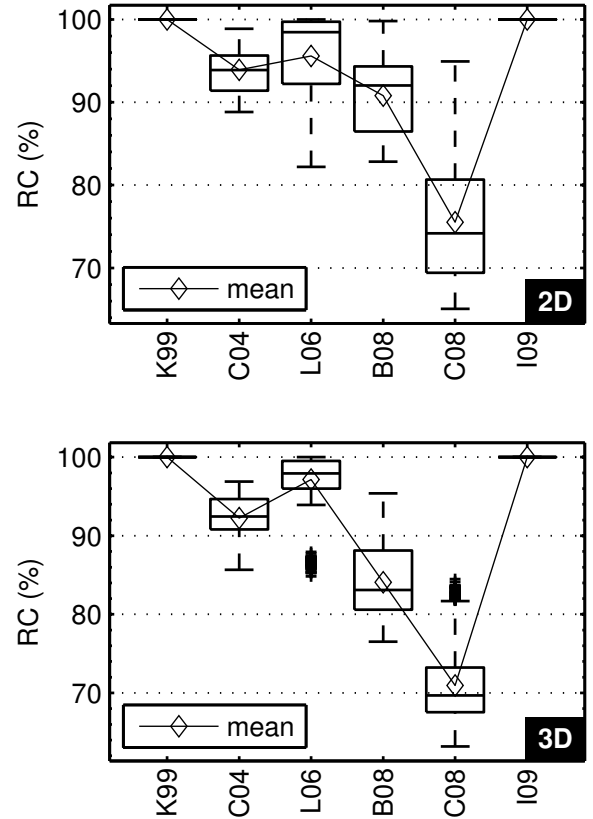 100
90
80
70
RC (%)
mean
2D
K99
C04
L06
B08
C08
I09
100
90
80
70
RC (%)
mean
3D
K99
C04
L06
B08
C08
I09